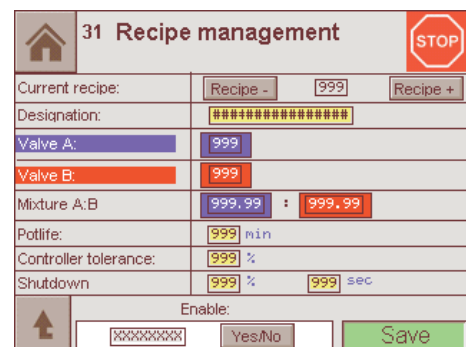 31 Recipe management STOP
Current recipe: Recipe - 999 Recipe +
Designation: ################
Valve A: 999
Valve B: 999
Mixture A:B 999.99 : 999.99
Potlife: 999 min
Controller tolerance: 999 %
Shutdown 999 % 999 sec
Enable:
XXXXXXXX Yes/No Save